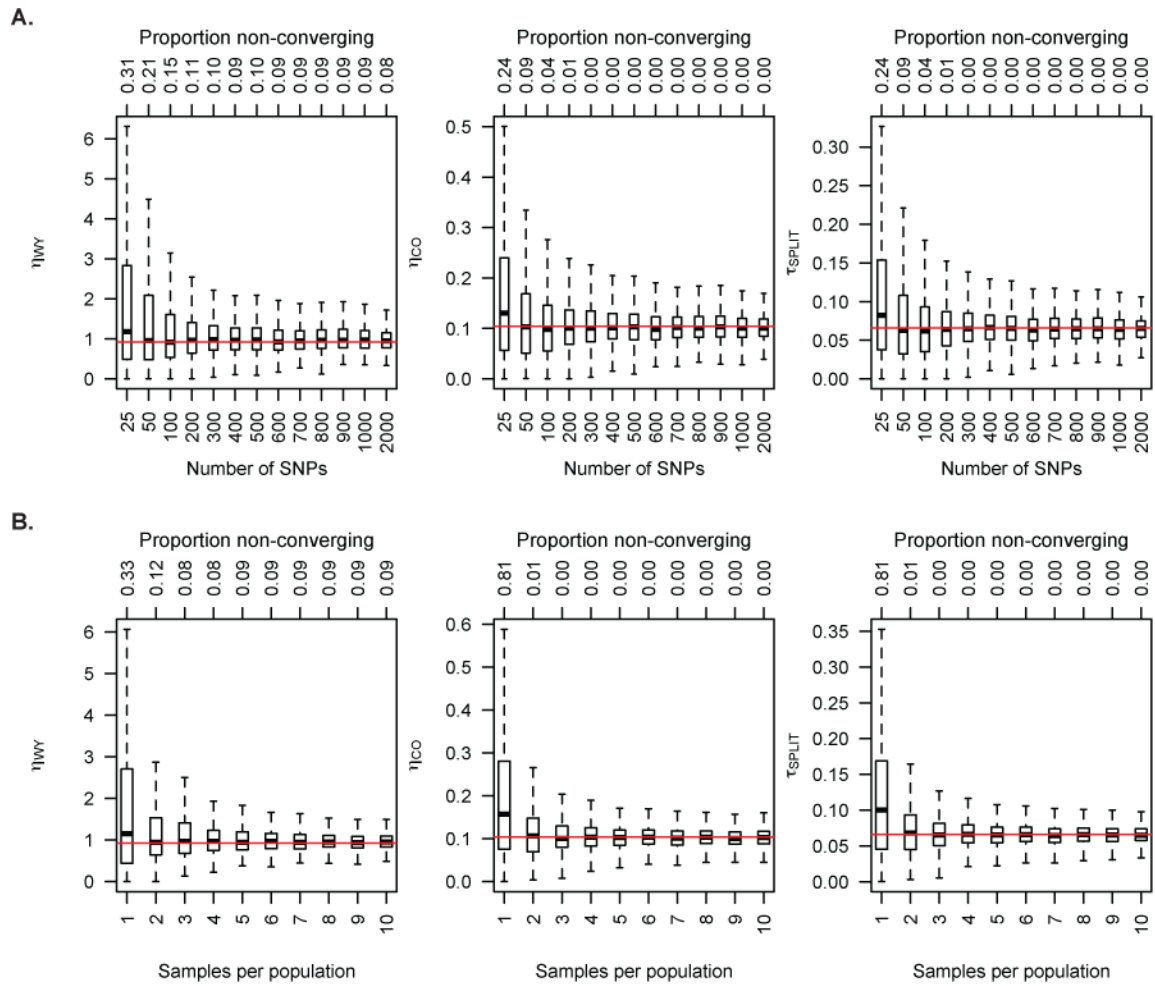 A.
Proportion non-converging
0.31 0.21 0.15 0.11 0.10 0.09 0.10 0.09 0.09 0.09 0.09 0.09 0.08
ηWY
6
5
4
3
2
1
0
25 50 100 200 300 400 500 600 700 800 900 1000 2000
Number of SNPs
Proportion non-converging
0.24 0.09 0.04 0.01 0.00 0.00 0.00 0.00 0.00 0.00 0.00 0.00 0.00
ηCO
0.5
0.4
0.3
0.2
0.1
0.0
25 50 100 200 300 400 500 600 700 800 900 1000 2000
Number of SNPs
Proportion non-converging
0.24 0.09 0.04 0.01 0.00 0.00 0.00 0.00 0.00 0.00 0.00 0.00 0.00
τSPLIT
0.30
0.25
0.20
0.15
0.10
0.05
0.00
25 50 100 200 300 400 500 600 700 800 900 1000 2000
Number of SNPs
B.
Proportion non-converging
0.33 0.12 0.08 0.08 0.09 0.09 0.09 0.09 0.09 0.09
ηWY
6
5
4
3
2
1
0
1 2 3 4 5 6 7 8 9 10
Samples per population
Proportion non-converging
0.81 0.01 0.00 0.00 0.00 0.00 0.00 0.00 0.00 0.00
ηCO
0.6
0.5
0.4
0.3
0.2
0.1
0.0
1 2 3 4 5 6 7 8 9 10
Samples per population
Proportion non-converging
0.81 0.01 0.00 0.00 0.00 0.00 0.00 0.00 0.00 0.00
τSPLIT
0.35
0.30
0.25
0.20
0.15
0.10
0.05
0.00
1 2 3 4 5 6 7 8 9 10
Samples per population